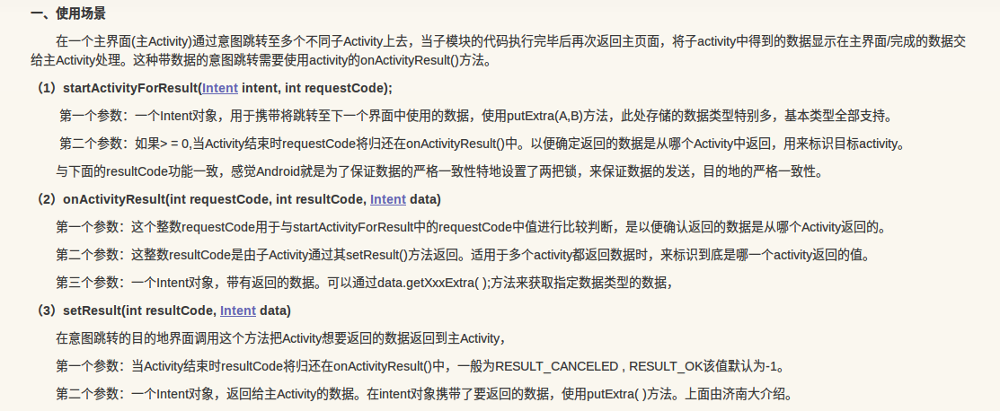 一、使用场景
在一个主界面(主Activity)通过意图跳转至多个不同子Activity上去，当子模块的代码执行完毕后再次返回主页面，将子activity中得到的数据显示在主界面/完成的数据交
给主Activity处理。这种带数据的意图跳转需要使用activity的onActivityResult()方法。
（1）startActivityForResult(Intent intent, int requestCode);
第一个参数：一个Intent对象，用于携带将跳转至下一个界面中使用的数据，使用putExtra(A,B)方法，此处存储的数据类型特别多，基本类型全部支持。
第二个参数：如果> = 0,当Activity结束时requestCode将归还在onActivityResult()中。以便确定返回的数据是从哪个Activity中返回，用来标识目标activity。
与下面的resultCode功能一致，感觉Android就是为了保证数据的严格一致性特地设置了两把锁，来保证数据的发送，目的地的严格一致性。
（2）onActivityResult(int requestCode, int resultCode, Intent data)
第一个参数：这个整数requestCode用于与startActivityForResult中的requestCode中值进行比较判断，是以便确认返回的数据是从哪个Activity返回的。
第二个参数：这整数resultCode是由子Activity通过其setResult()方法返回。适用于多个activity都返回数据时，来标识到底是哪一个activity返回的值。
第三个参数：一个Intent对象，带有返回的数据。可以通过data.getXxxExtra( );方法来获取指定数据类型的数据，
（3）setResult(int resultCode, Intent data)
在意图跳转的目的地界面调用这个方法把Activity想要返回的数据返回到主Activity，
第一个参数：当Activity结束时resultCode将归还在onActivityResult()中，一般为RESULT_CANCELED , RESULT_OK该值默认为-1。
第二个参数：一个Intent对象，返回给主Activity的数据。在intent对象携带了要返回的数据，使用putExtra( )方法。上面由济南大介绍。